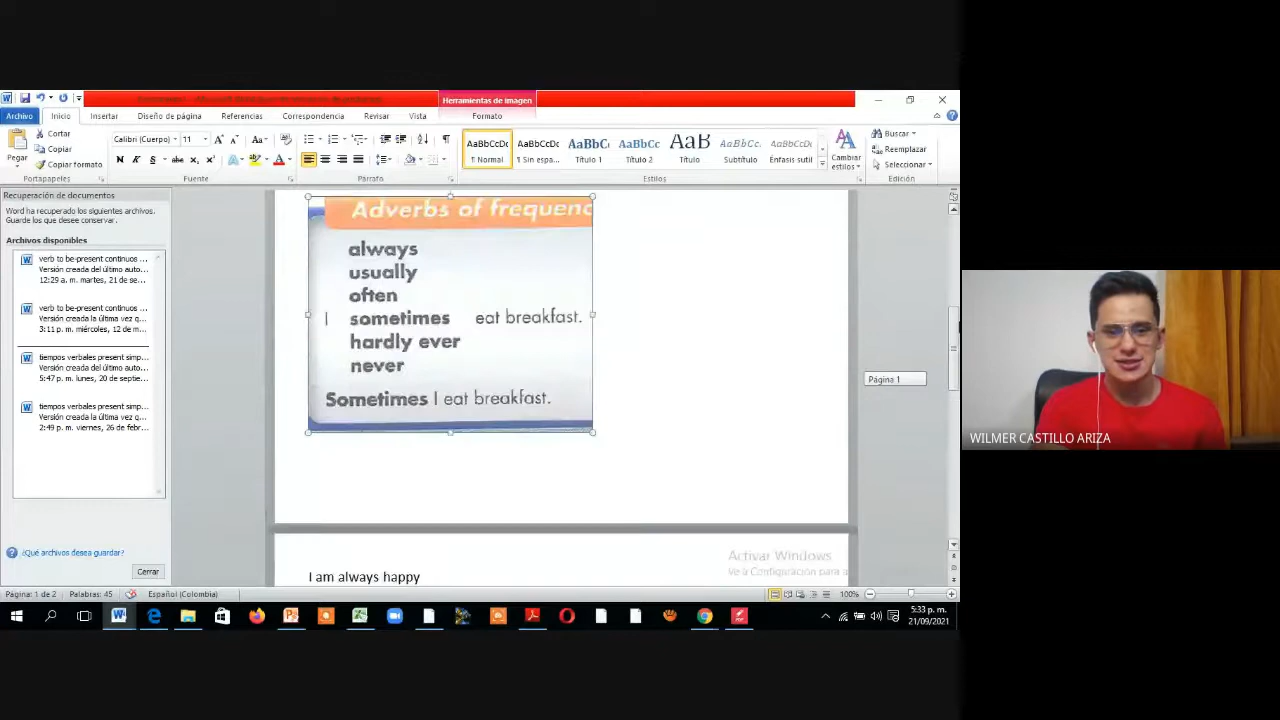 Herramientas de imagen
Archivo Inicio Insertar Diseño de página Referencias Correspondencia Revisar Vista Formato
Pegar
Cortar
Copiar
Copiar formato
Portapapeles
Calibri (Cuerpo) 11
Fuente
Párrafo
AaBbCcDc AaBbCcDc AaBbC AaBbCc AaB AaBbCc. AaBbCcDc
¶ Normal ¶ Sin espa... Título 1 Título 2 Título Subtítulo Énfasis sutil
Estilos
Cambiar
estilos
Buscar
Reemplazar
Seleccionar
Edición
Recuperación de documentos
Word ha recuperado los siguientes archivos.
Guarde los que desee conservar.
Archivos disponibles
verb to be-present continuos ...
Versión creada del último auto...
12:29 a. m. martes, 21 de se...
verb to be-present continuos ...
Versión creada la última vez q...
3:11 p. m. miércoles, 12 de m...
tiempos verbales present simp...
Versión creada del último auto...
5:47 p. m. lunes, 20 de septie...
tiempos verbales present simp...
Versión creada la última vez q...
2:49 p. m. viernes, 26 de febr...
¿Qué archivos desea guardar?
Cerrar
Adverbs of frequenc
always
usually
often
I sometimes eat breakfast.
hardly ever
never
Sometimes I eat breakfast.
Página 1
I am always happy
Activar Windows
Ve a Configuración para a
Página: 1 de 2 Palabras: 45 Español (Colombia) 100%
5:33 p. m.
21/09/2021
WILMER CASTILLO ARIZA